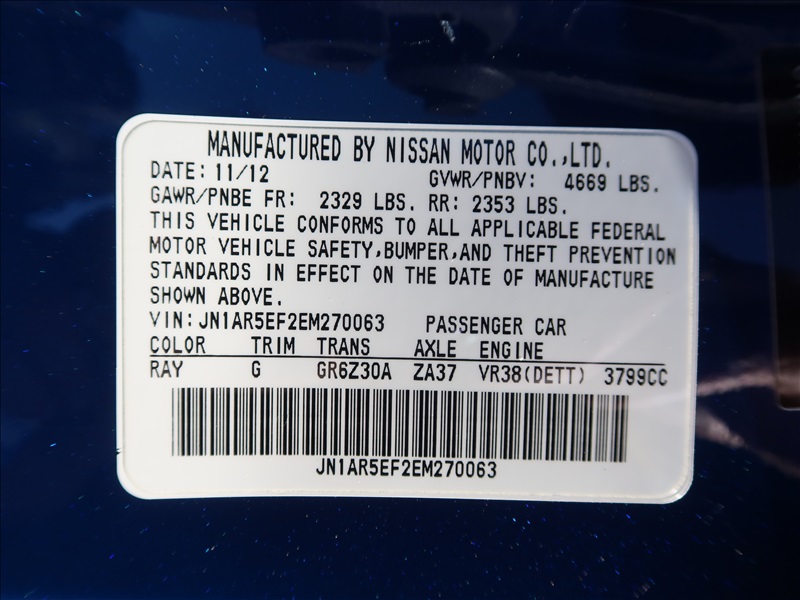 MANUFACTURED BY NISSAN MOTOR CO.,LTD.
DATE: 11/12 GVWR/PNBV: 4669 LBS.
GAWR/PNBE FR: 2329 LBS. RR: 2353 LBS.
THIS VEHICLE CONFORMS TO ALL APPLICABLE FEDERAL
MOTOR VEHICLE SAFETY,BUMPER,AND THEFT PREVENTION
STANDARDS IN EFFECT ON THE DATE OF MANUFACTURE
SHOWN ABOVE.
VIN:JN1AR5EF2EM270063 PASSENGER CAR
COLOR TRIM TRANS AXLE ENGINE
RAY G GR6Z30A ZA37 VR38(DETT) 3799CC
JN1AR5EF2EM270063